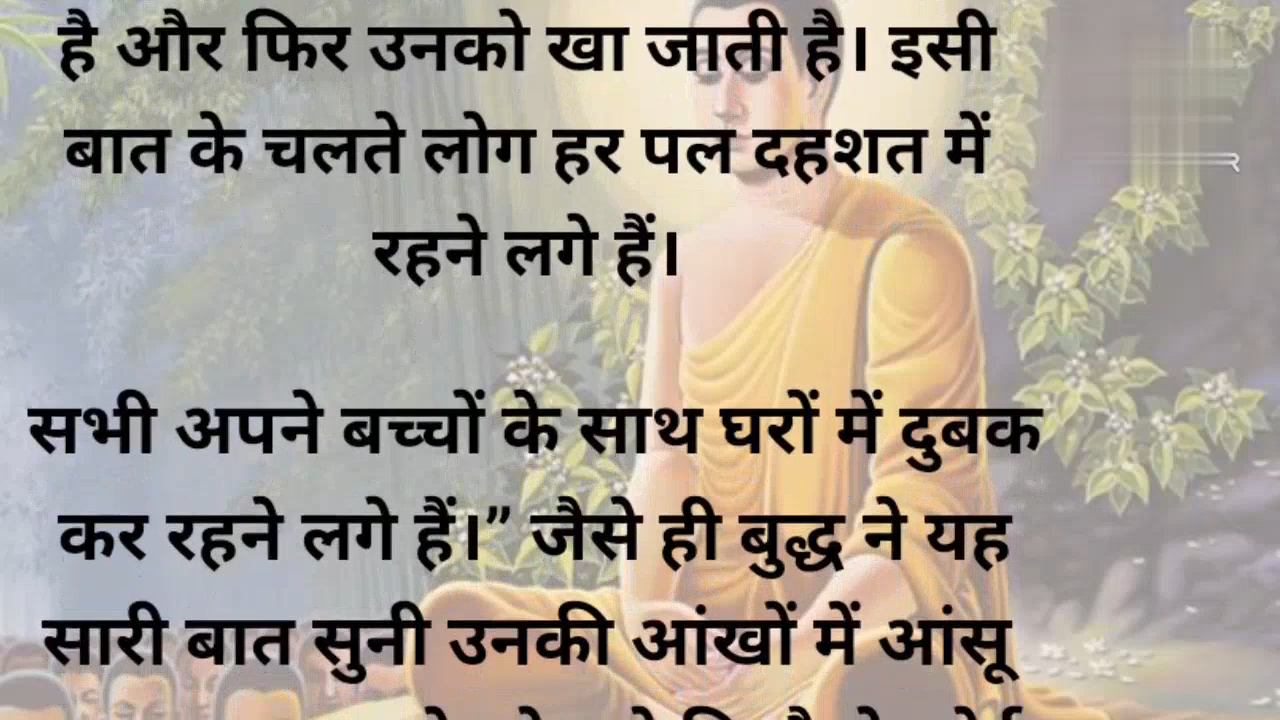 है और फिर उनको खा जाती है। इसी
बात के चलते लोग हर पल दहशत में
रहने लगे हैं।
सभी अपने बच्चों के साथ घरों में दुबक
कर रहने लगे हैं।” जैसे ही बुद्ध ने यह
सारी बात सुनी उनकी आंखों में आंसू